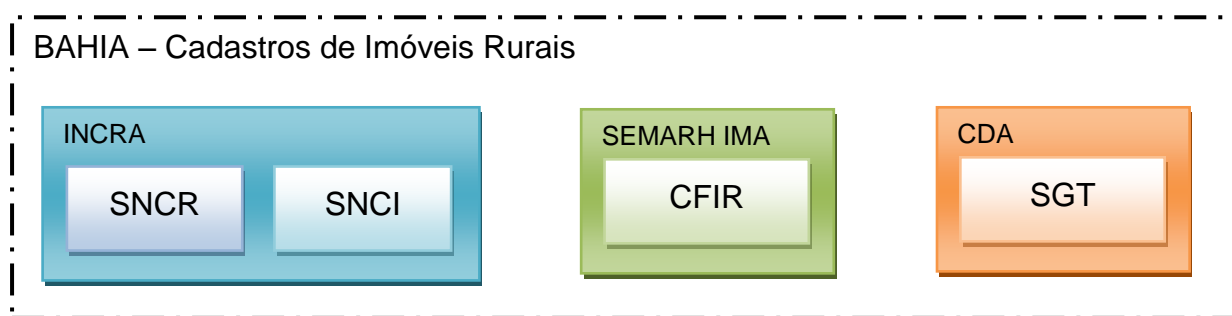 BAHIA – Cadastros de Imóveis Rurais
INCRA
SNCR
SNCI
SEMARH IMA
CFIR
CDA
SGT